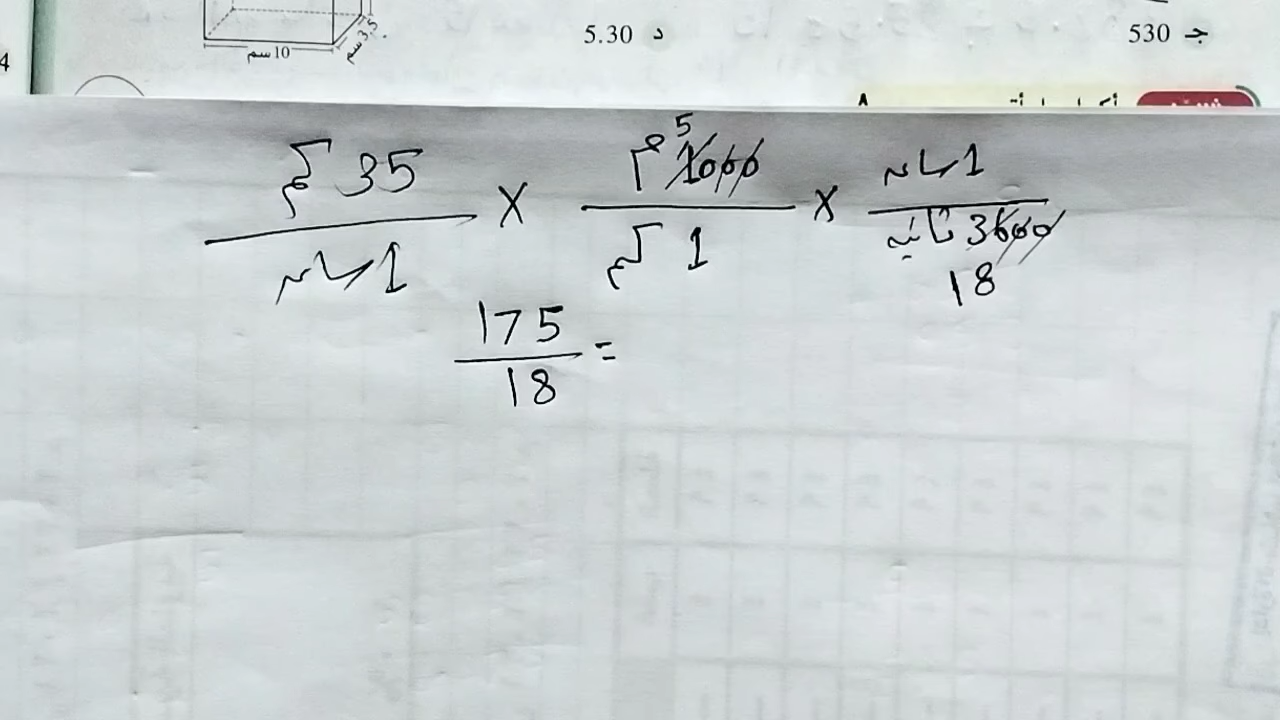 10 سم
3.5 سم
4
د 5.30
جـ 530
35 كم × 1000 م 5 × 1 ساعة
1 ساعة 1 كم 3600 ثانية
18
175
= 18